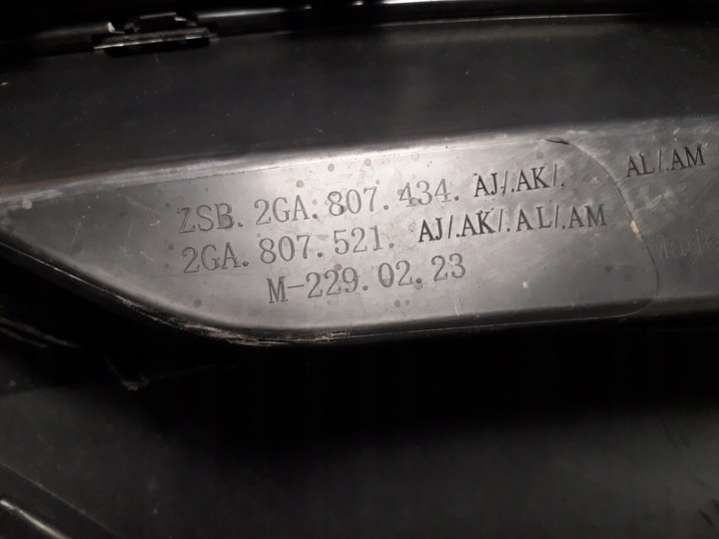 ZSB. 2GA. 807. 434. AJ/.AK/. AL/.AM
2GA. 807. 521. AJ/.AK/.AL/.AM
M-229.02.23